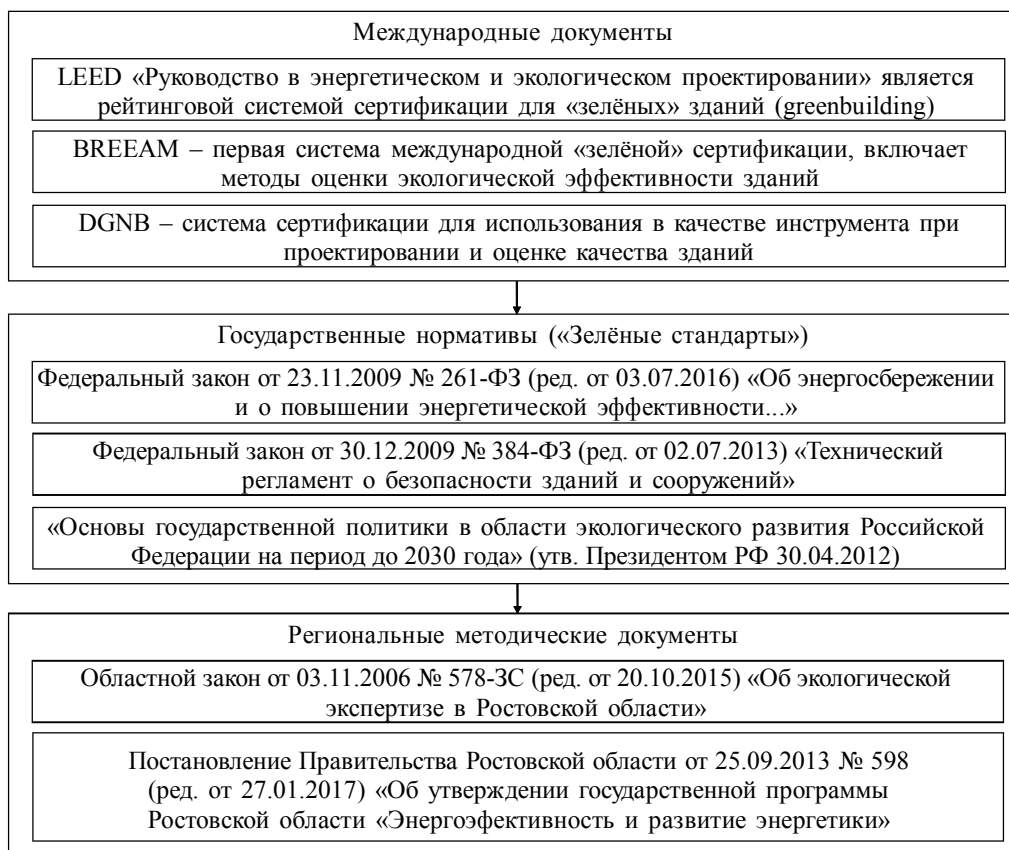 Международные документы
LEED «Руководство в энергетическом и экологическом проектировании» является
рейтинговой системой сертификации для «зелёных» зданий (greenbuilding)
BREEAM – первая система международной «зелёной» сертификации, включает
методы оценки экологической эффективности зданий
DGNB – система сертификации для использования в качестве инструмента при
проектировании и оценке качества зданий
Государственные нормативы («Зелёные стандарты»)
Федеральный закон от 23.11.2009 № 261-ФЗ (ред. от 03.07.2016) «Об энергосбережении
и о повышении энергетической эффективности...»
Федеральный закон от 30.12.2009 № 384-ФЗ (ред. от 02.07.2013) «Технический
регламент о безопасности зданий и сооружений»
«Основы государственной политики в области экологического развития Российской
Федерации на период до 2030 года» (утв. Президентом РФ 30.04.2012)
Региональные методические документы
Областной закон от 03.11.2006 № 578-ЗС (ред. от 20.10.2015) «Об экологической
экспертизе в Ростовской области»
Постановление Правительства Ростовской области от 25.09.2013 № 598
(ред. от 27.01.2017) «Об утверждении государственной программы
Ростовской области «Энергоэфективность и развитие энергетики»